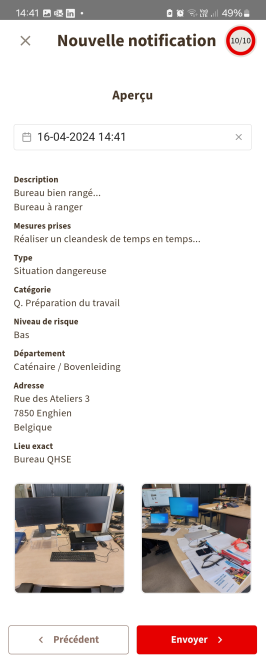 14:41 49%
Nouvelle notification 10/10
Aperçu
16-04-2024 14:41
Description
Bureau bien rangé...
Bureau à ranger
Mesures prises
Réaliser un cleandesk de temps en temps...
Type
Situation dangereuse
Catégorie
Q. Préparation du travail
Niveau de risque
Bas
Département
Caténaire / Bovenleiding
Adresse
Rue des Ateliers 3
7850 Enghien
Belgique
Lieu exact
Bureau QHSE
Précédent
Envoyer